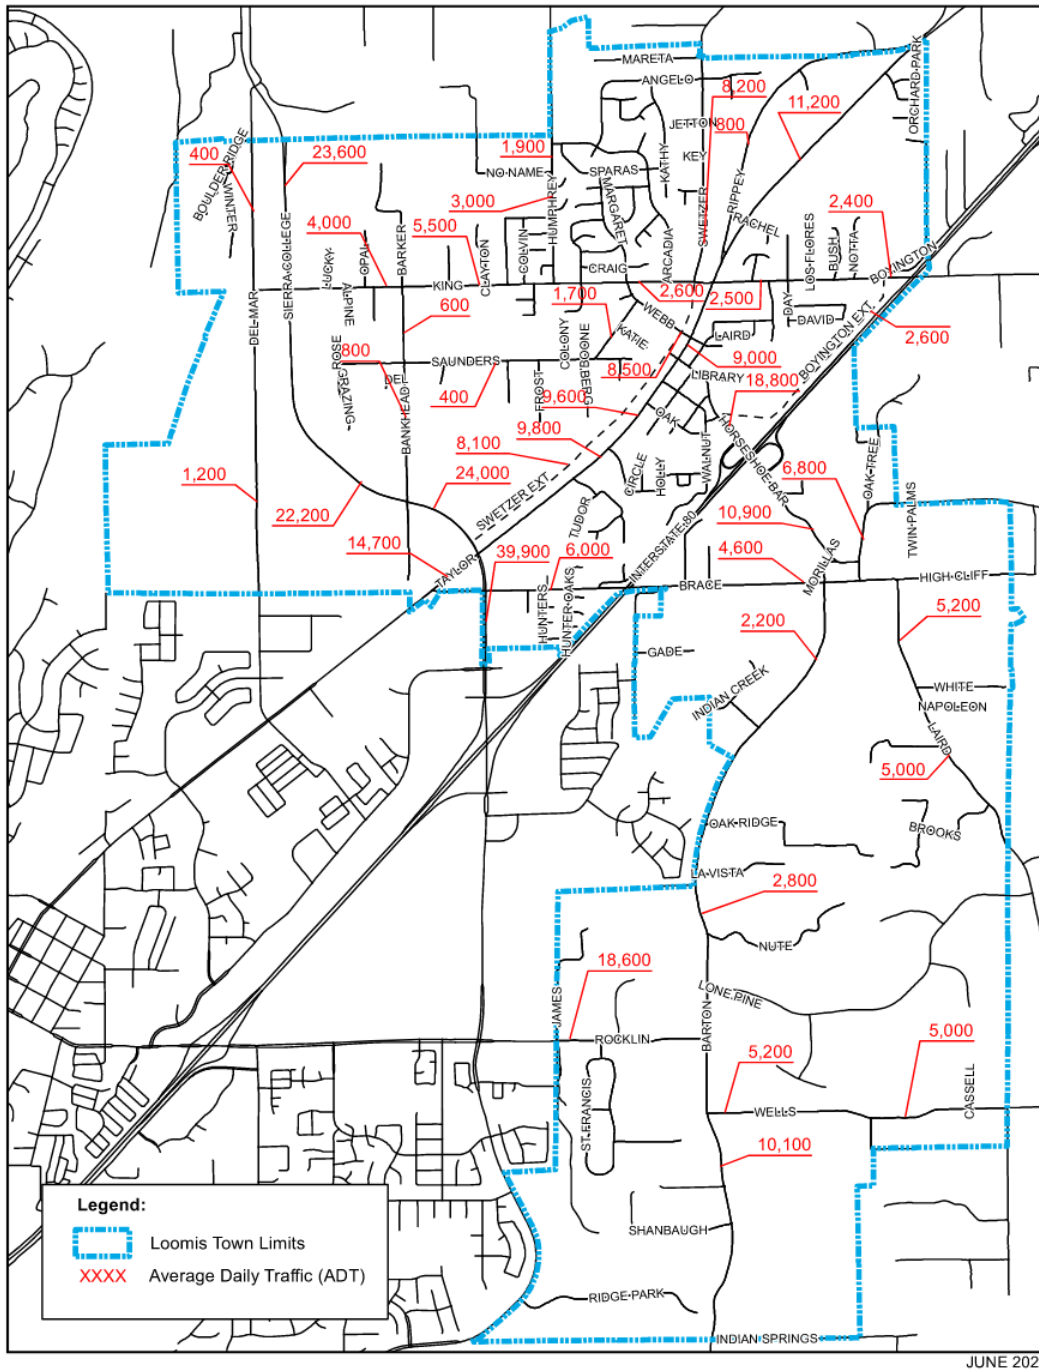 MARETA
ANGELO
ORCHARD PARK
8,200
11,200
JETTON
800
KEY
KATHY
400
23,600
1,900
BOULDER RIDGE
WINTER
NO NAME
SPARAS
MARGARET
3,000
HUMPHREY
SWETZER
RIPPEY
RACHEL
2,400
4,000
5,500
LUCKY
OPAL
BARKER
CLAYTON
COLVIN
CRAIG
ARCADIA
LOS FLORES
BUSH
NOTTA
BOYINGTON
SIERRA COLLEGE
DEL MAR
ALPINE
KING
2,600
2,500
1,700
600
WEBB
DAY
DAVID
LAIRD
KATIE
BOYINGTON EXT.
2,600
ROSE
GRAZING
800
SAUNDERS
COLONY
NOOLBERG
8,500
9,000
LIBRARY
18,800
DEL
400
FROST
9,600
OAK
BANKHEAD
9,800
8,100
HORSESHOE BAR
WALNUT
CIRCLE
HOLLY
OAK TREE
6,800
1,200
24,000
22,200
SWETZER EXT.
TUDOR
10,900
TWIN PALMS
14,700
39,900
6,000
INTERSTATE 80
4,600
MORILLAS
TAYLOR
HUNTERS
HUNTER OAKS
BRACE
HIGH CLIFF
2,200
5,200
GADE
INDIAN CREEK
WHITE
NAPOLEON
LAIRD
5,000
OAK RIDGE
BROOKS
LA VISTA
2,800
NUTE
18,600
JAMES
LONE PINE
ROCKLIN
BARTON
5,200
5,000
ST. FRANCIS
WELLS
CASSELL
10,100
SHANBAUGH
RIDGE PARK
INDIAN SPRINGS
Legend:
Loomis Town Limits
XXXX Average Daily Traffic (ADT)
JUNE 202